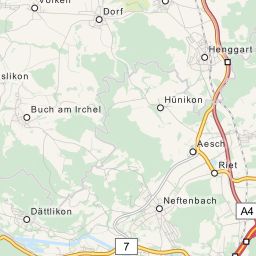 Volken
Dorf
Henggart
slikon
Hünikon
Buch am Irchel
Aesch
Riet
Dättlikon
Neftenbach
A4
7